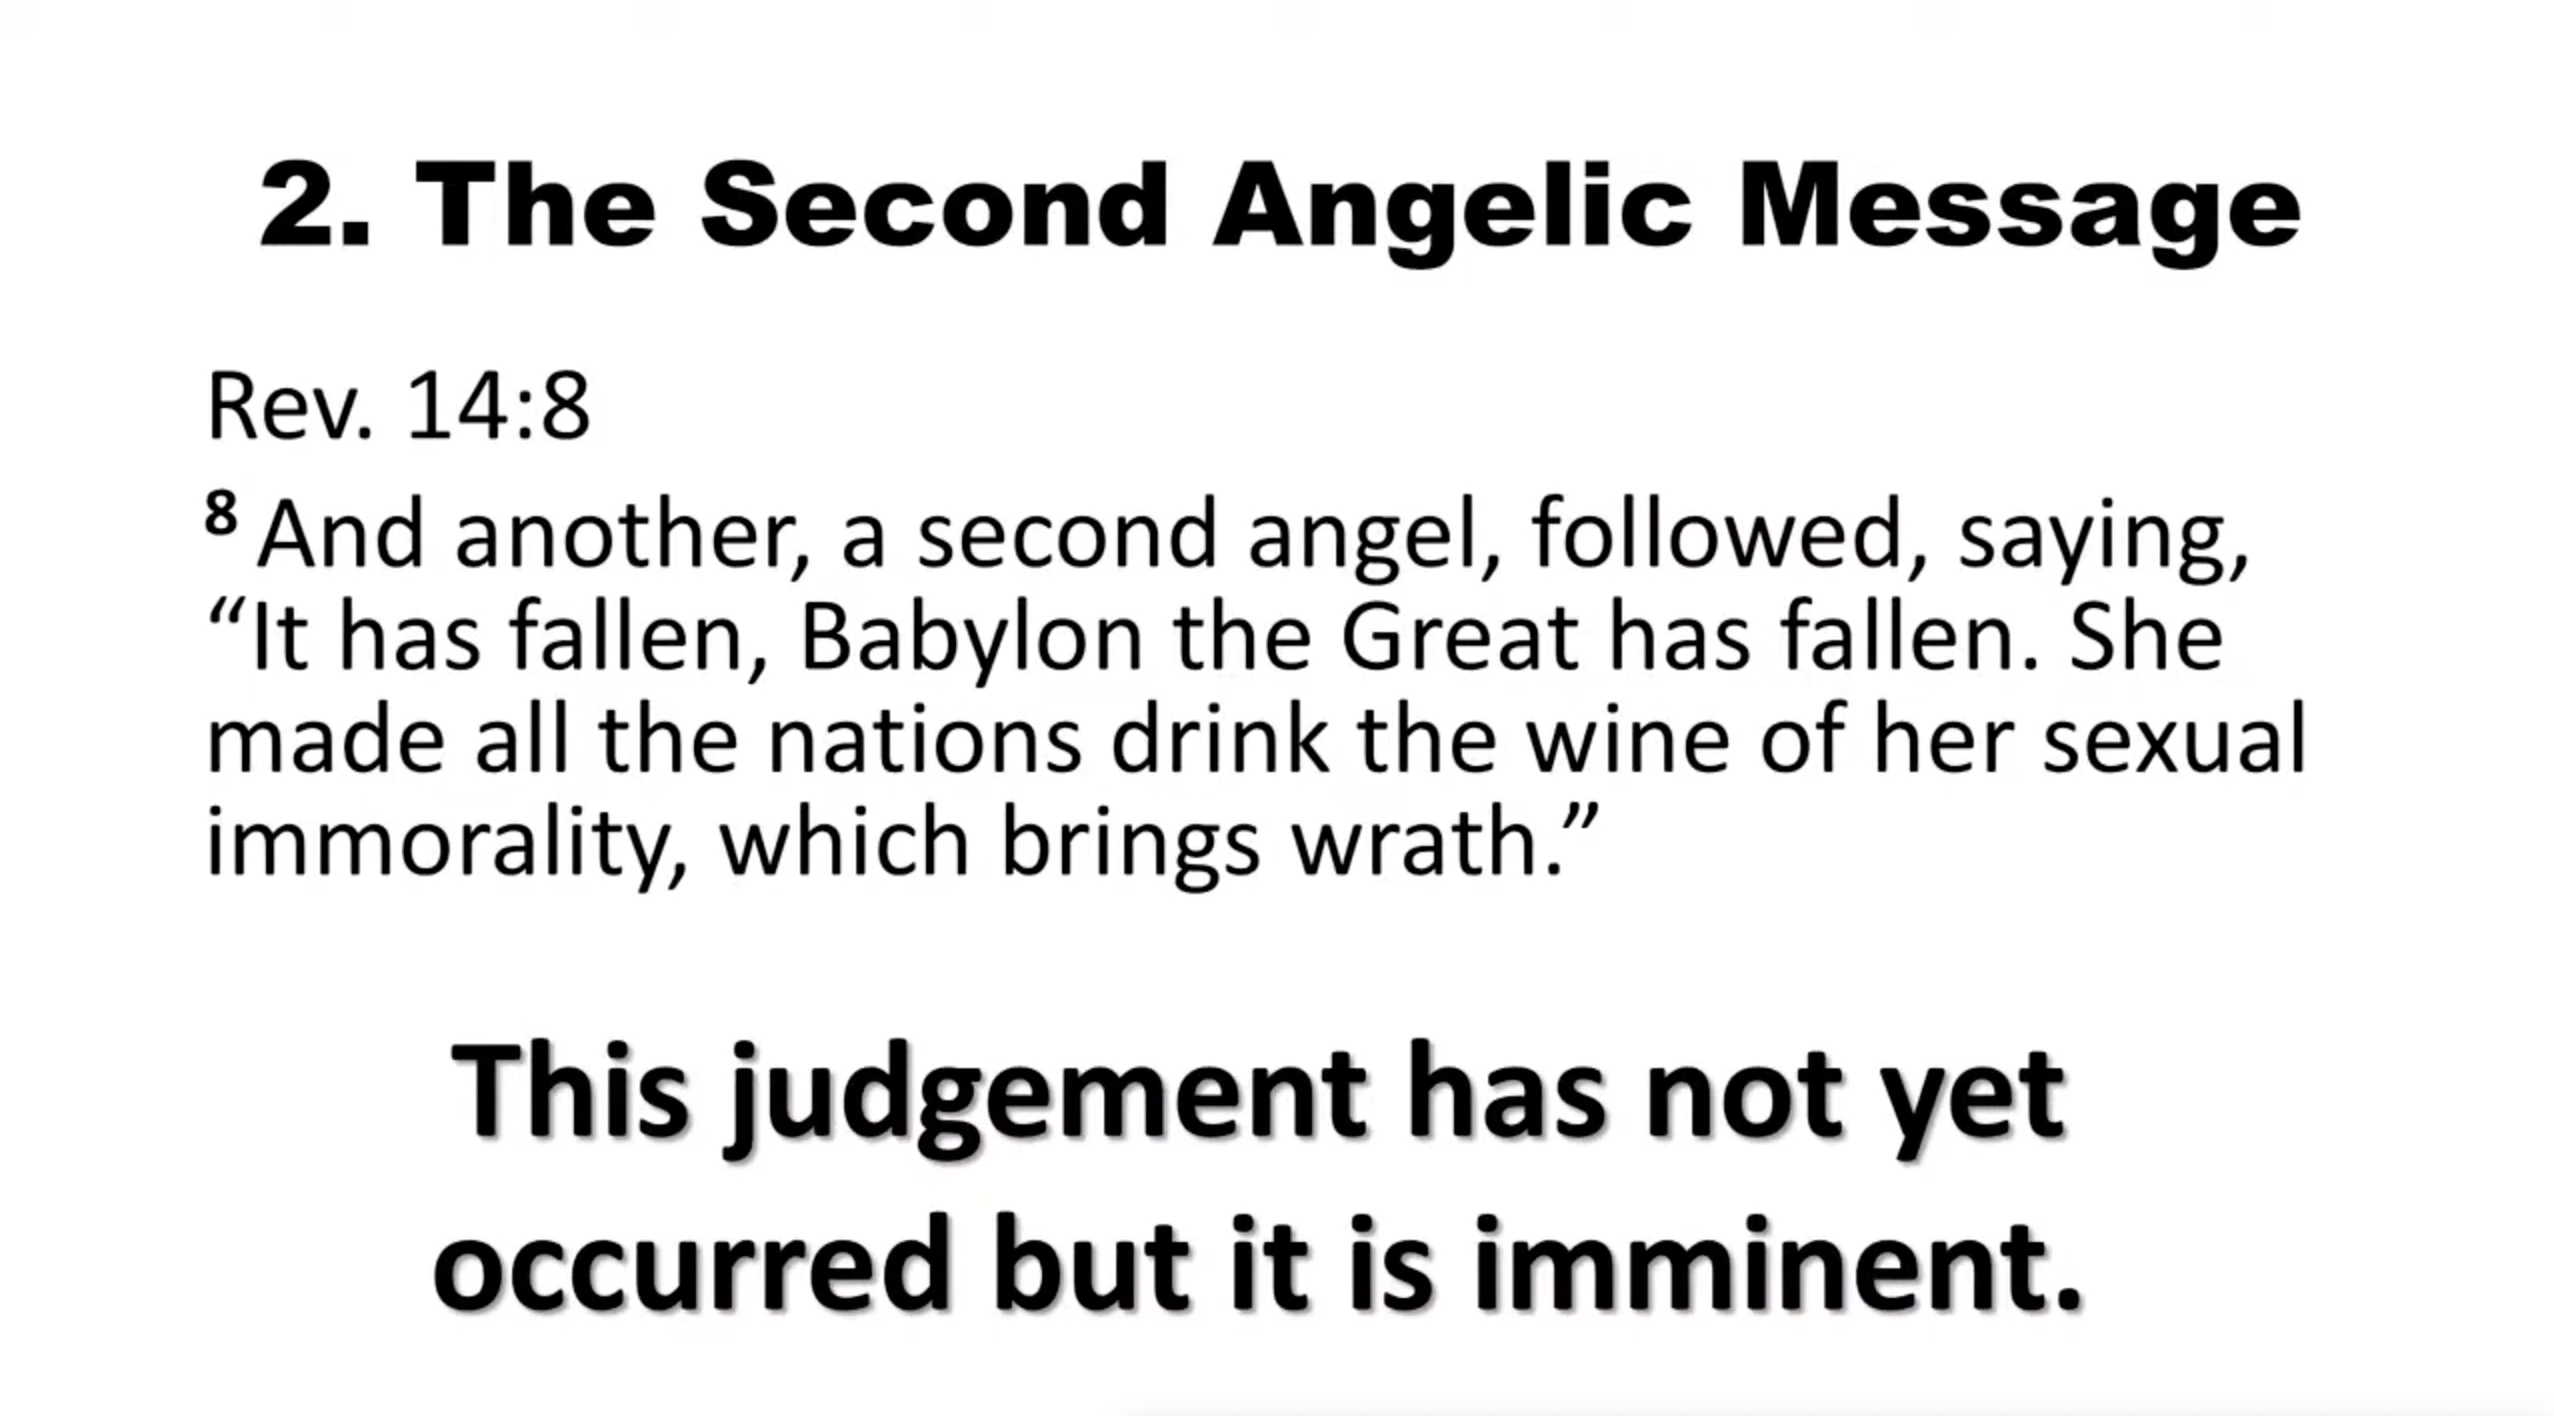 2. The Second Angelic Message
Rev. 14:8
8 And another, a second angel, followed, saying,
“It has fallen, Babylon the Great has fallen. She
made all the nations drink the wine of her sexual
immorality, which brings wrath.”
This judgement has not yet
occurred but it is imminent.